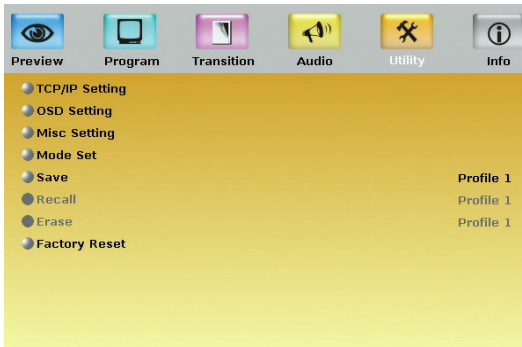 Preview Program Transition Audio Utility Info
TCP/IP Setting
OSD Setting
Misc Setting
Mode Set
Save Profile 1
Recall Profile 1
Erase Profile 1
Factory Reset